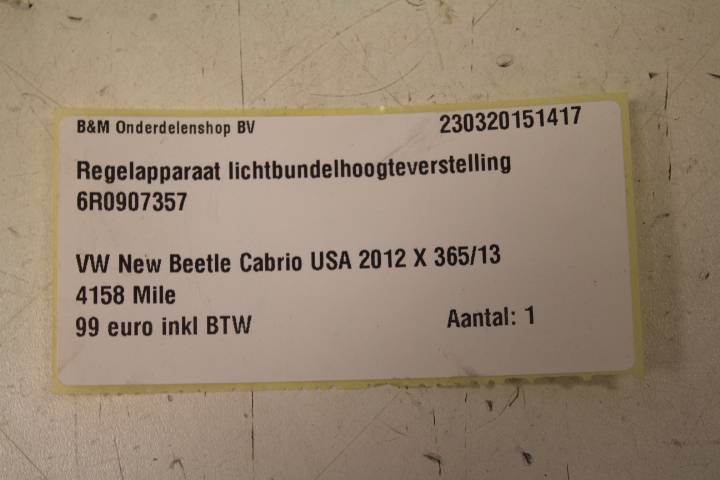 B&M Onderdelenshop BV 230320151417
Regelapparaat lichtbundelhoogteverstelling
6R0907357
VW New Beetle Cabrio USA 2012 X 365/13
4158 Mile
99 euro inkl BTW Aantal: 1